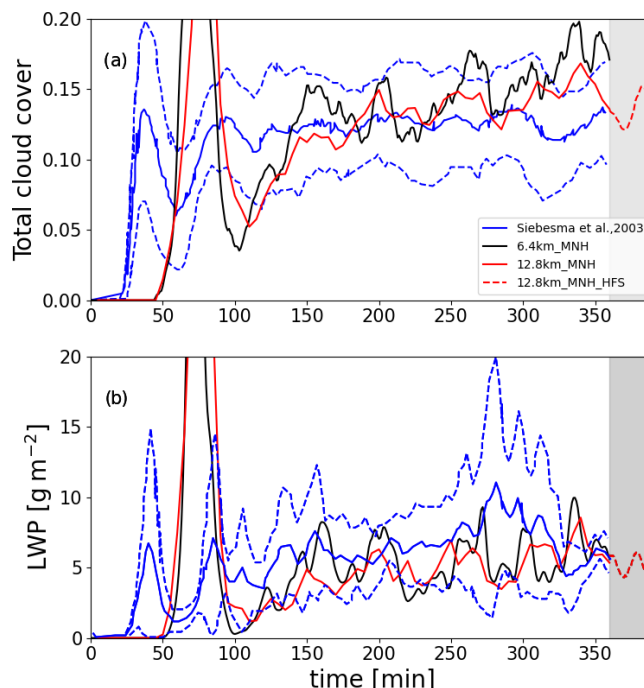 0.20
(a)
0.15
0.10
0.05
0.00
Total cloud cover
Siebesma et al.,2003
6.4km_MNH
12.8km_MNH
12.8km_MNH_HFS
0 50 100 150 200 250 300 350
20
(b)
15
10
5
0
LWP [g m⁻²]
0 50 100 150 200 250 300 350
time [min]